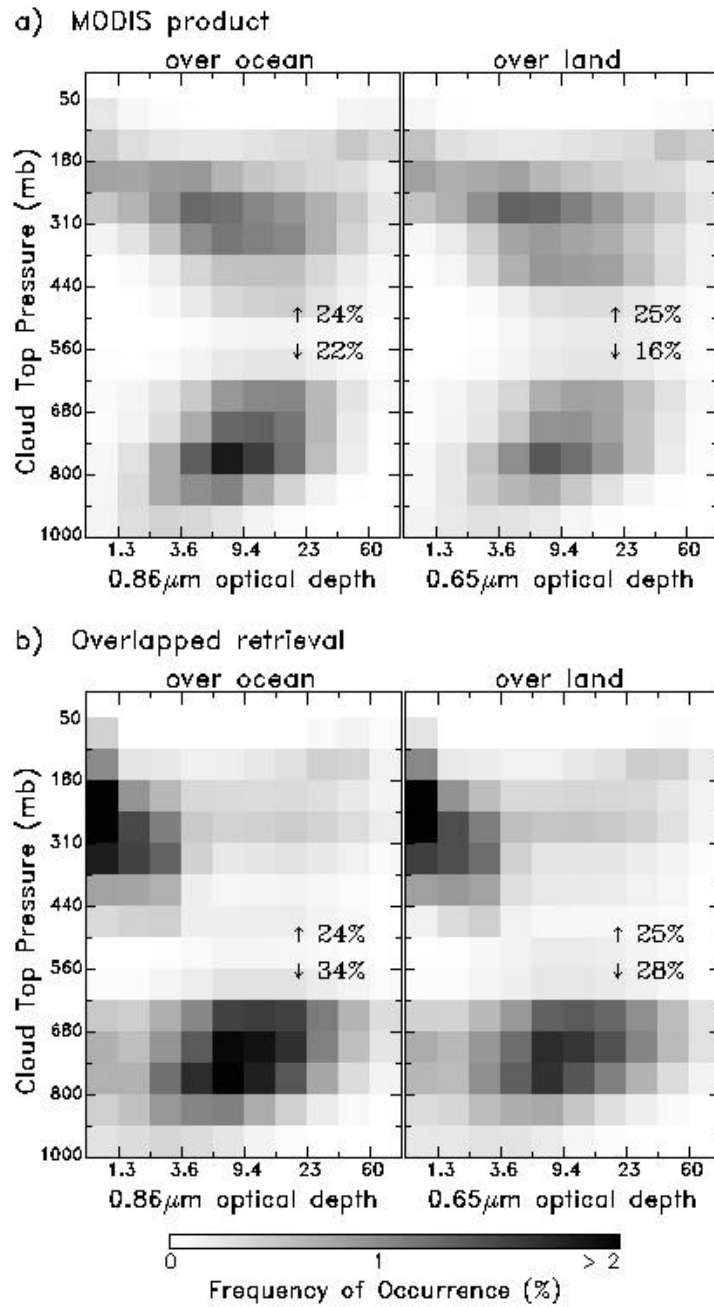 a) MODIS product
over ocean over land
50
180
310
440
560
680
800
1000
Cloud Top Pressure (mb)
↑ 24%
↓ 22%
↑ 25%
↓ 16%
1.3 3.6 9.4 23 60
1.3 3.6 9.4 23 60
0.86μm optical depth 0.65μm optical depth
b) Overlapped retrieval
over ocean over land
50
180
310
440
560
680
800
1000
Cloud Top Pressure (mb)
↑ 24%
↓ 34%
↑ 25%
↓ 28%
1.3 3.6 9.4 23 60
1.3 3.6 9.4 23 60
0.86μm optical depth 0.65μm optical depth
0 1 > 2
Frequency of Occurrence (%)